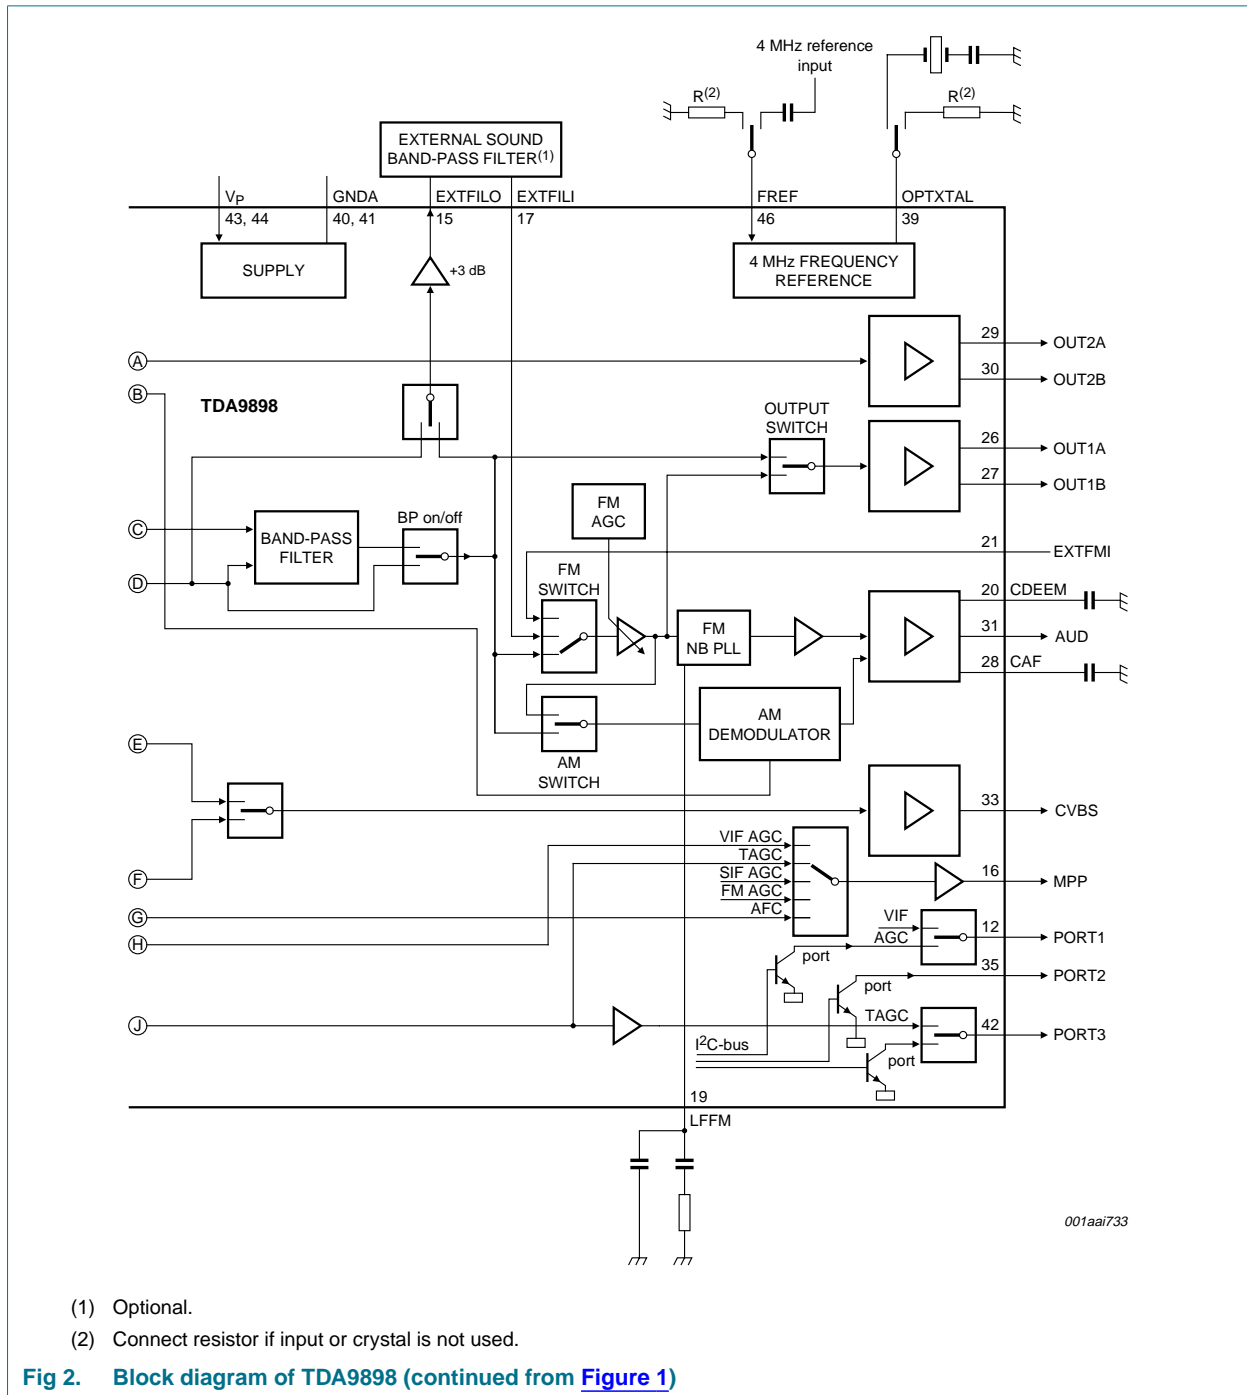 4 MHz reference
input
R(2)
R(2)
EXTERNAL SOUND
BAND-PASS FILTER(1)
VP
GNDA
EXTFILO
EXTFILI
FREF
OPTXTAL
43, 44
40, 41
15
17
46
39
SUPPLY
+3 dB
4 MHz FREQUENCY
REFERENCE
A
29
OUT2A
30
OUT2B
B
TDA9898
OUTPUT
SWITCH
26
OUT1A
27
OUT1B
FM
AGC
C
BAND-PASS
FILTER
BP on/off
21
EXTFMI
D
FM
SWITCH
20
CDEEM
FM
NB PLL
31
AUD
28
CAF
AM
DEMODULATOR
E
AM
SWITCH
33
CVBS
F
VIF AGC
TAGC
SIF AGC
FM AGC
AFC
16
MPP
G
H
VIF
AGC
12
PORT1
port
35
PORT2
port
J
TAGC
42
PORT3
I2C-bus
port
19
LFFM
001aai733
(1) Optional.
(2) Connect resistor if input or crystal is not used.
Fig 2. Block diagram of TDA9898 (continued from Figure 1)